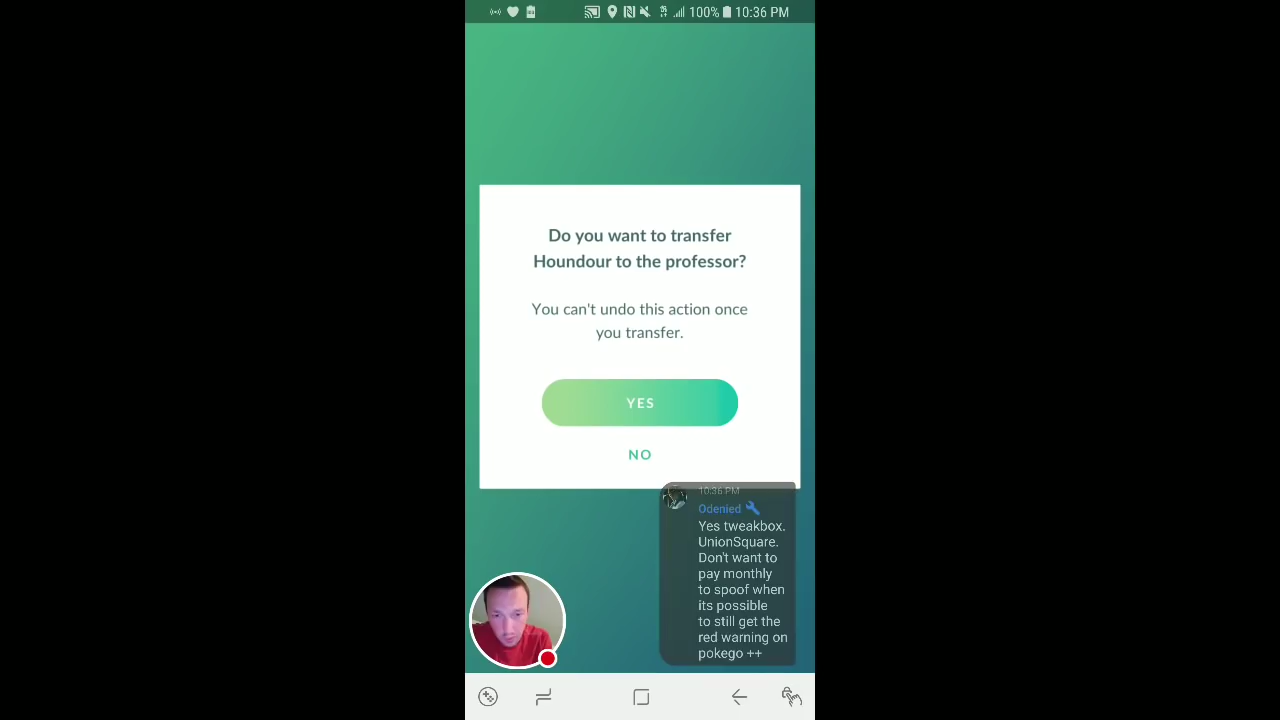 100% 10:36 PM
Do you want to transfer
Houndour to the professor?
You can't undo this action once
you transfer.
YES
NO
10:36 PM
Odenied
Yes tweakbox.
UnionSquare.
Don't want to
pay monthly
to spoof when
its possible
to still get the
red warning on
pokego ++